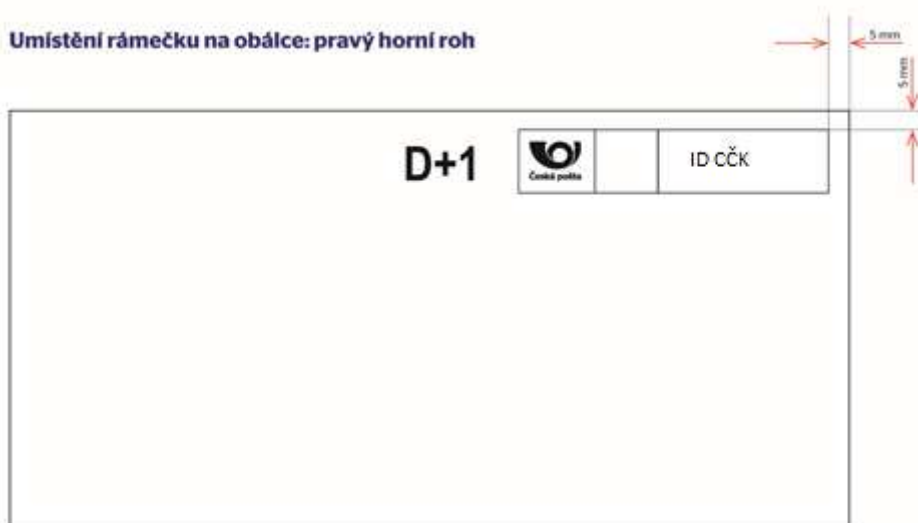 Umístění rámečku na obálce: pravý horní roh
5 mm
5 mm
D+1
Česká pošta
ID CČK